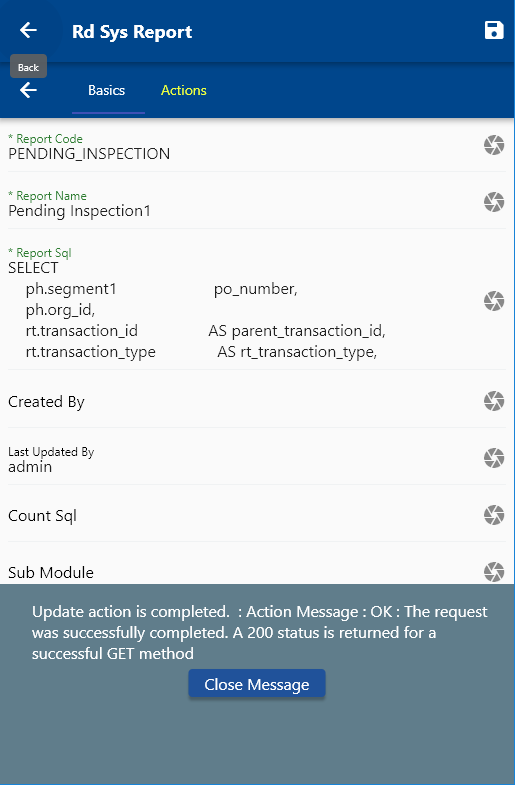 Rd Sys Report
Back
Basics Actions
* Report Code
PENDING_INSPECTION
* Report Name
Pending Inspection1
* Report Sql
SELECT
ph.segment1 po_number,
ph.org_id,
rt.transaction_id AS parent_transaction_id,
rt.transaction_type AS rt_transaction_type,
Created By
Last Updated By
admin
Count Sql
Sub Module
Update action is completed.  : Action Message : OK : The request
was successfully completed. A 200 status is returned for a
successful GET method
Close Message